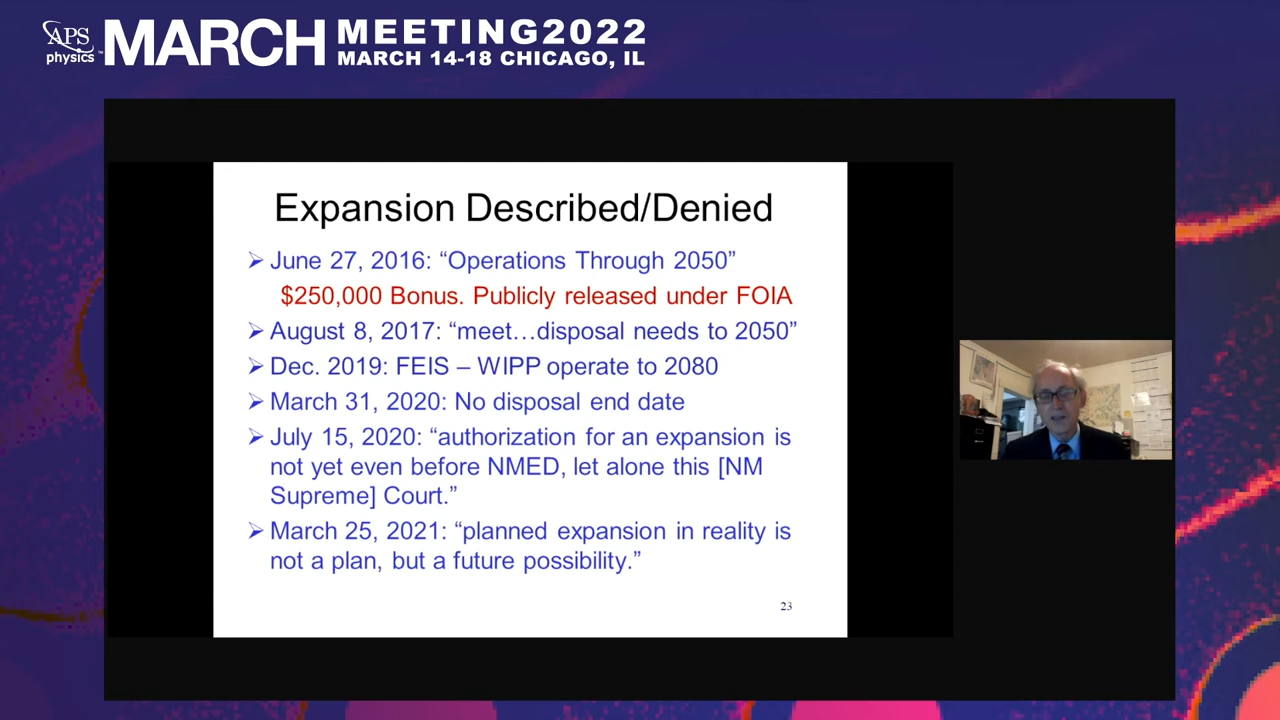 APS
physics™
MARCH
MEETING2022
MARCH 14-18 CHICAGO, IL
Expansion Described/Denied
➢ June 27, 2016: “Operations Through 2050”
$250,000 Bonus. Publicly released under FOIA
➢ August 8, 2017: “meet…disposal needs to 2050”
➢ Dec. 2019: FEIS – WIPP operate to 2080
➢ March 31, 2020: No disposal end date
➢ July 15, 2020: “authorization for an expansion is
not yet even before NMED, let alone this [NM
Supreme] Court.”
➢ March 25, 2021: “planned expansion in reality is
not a plan, but a future possibility.”
23